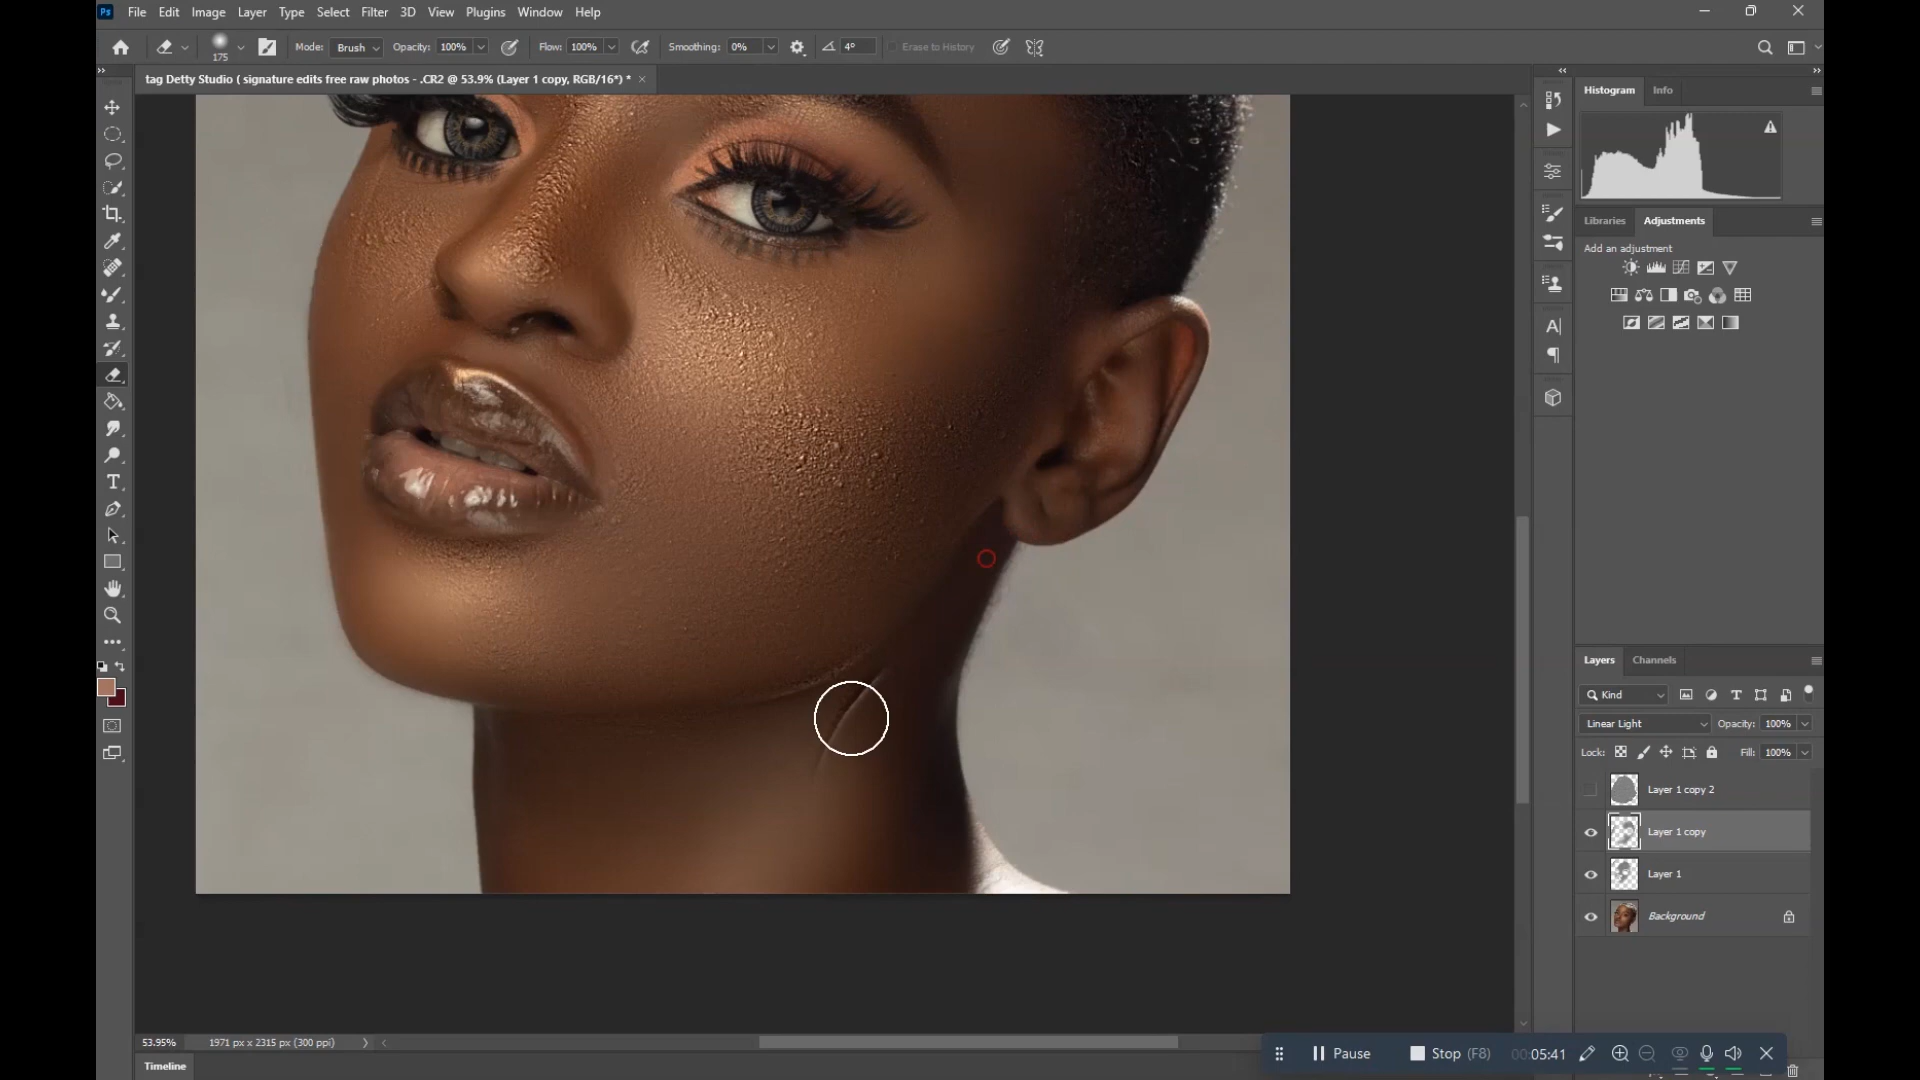 Ps File Edit Image Layer Type Select Filter 3D View Plugins Window Help
175 Mode: Brush Opacity: 100% Flow: 100% Smoothing: 0% 4° Erase to History
tag Detty Studio ( signature edits free raw photos - .CR2 @ 53.9% (Layer 1 copy, RGB/16*) * ×
Histogram Info
Libraries Adjustments
Add an adjustment
Layers Channels
Kind
Linear Light Opacity: 100%
Lock: Fill: 100%
Layer 1 copy 2
Layer 1 copy
Layer 1
Background
53.95% 1971 px x 2315 px (300 ppi)
Pause Stop (F8) 00:05:41
Timeline